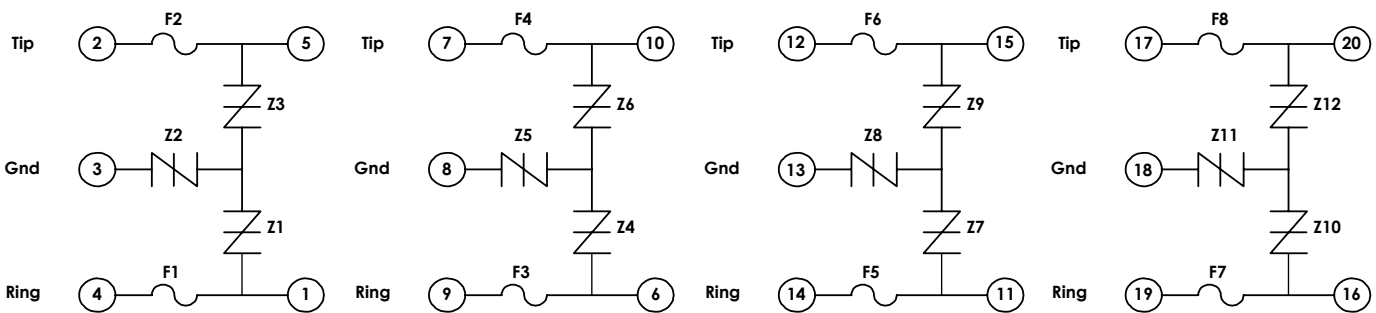 F2 F4 F6 F8
Tip 2 5 Tip 7 10 Tip 12 15 Tip 17 20
Z3 Z6 Z9 Z12
Z2 Z5 Z8 Z11
Gnd 3 Gnd 8 Gnd 13 Gnd 18
Z1 Z4 Z7 Z10
F1 F3 F5 F7
Ring 4 1 Ring 9 6 Ring 14 11 Ring 19 16